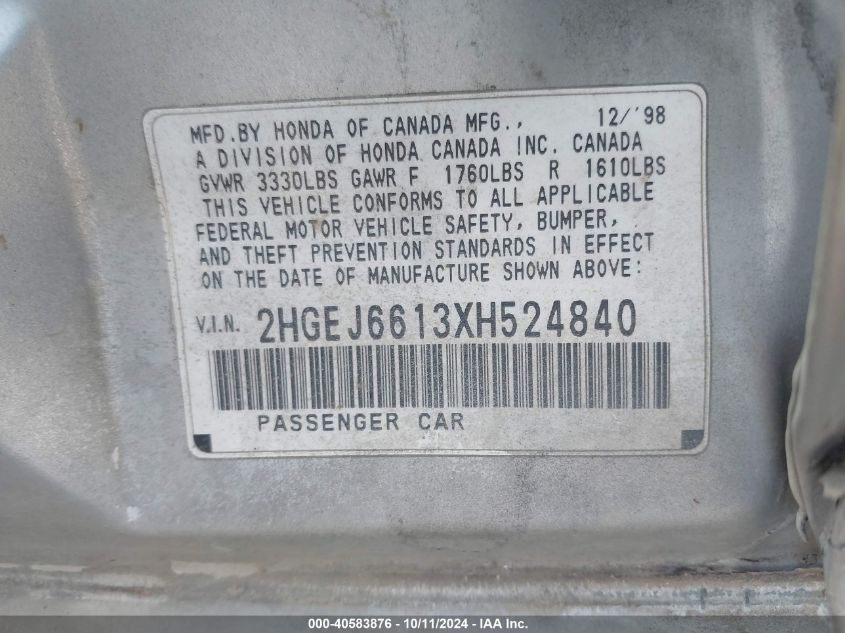 MFD.BY HONDA OF CANADA MFG., 12/'98
A DIVISION OF HONDA CANADA INC. CANADA
GVWR 3330LBS GAWR F 1760LBS R 1610LBS
THIS VEHICLE CONFORMS TO ALL APPLICABLE
FEDERAL MOTOR VEHICLE SAFETY, BUMPER,
AND THEFT PREVENTION STANDARDS IN EFFECT
ON THE DATE OF MANUFACTURE SHOWN ABOVE:
V.I.N. 2HGEJ6613XH524840
PASSENGER CAR
000-40583876 - 10/11/2024 - IAA Inc.